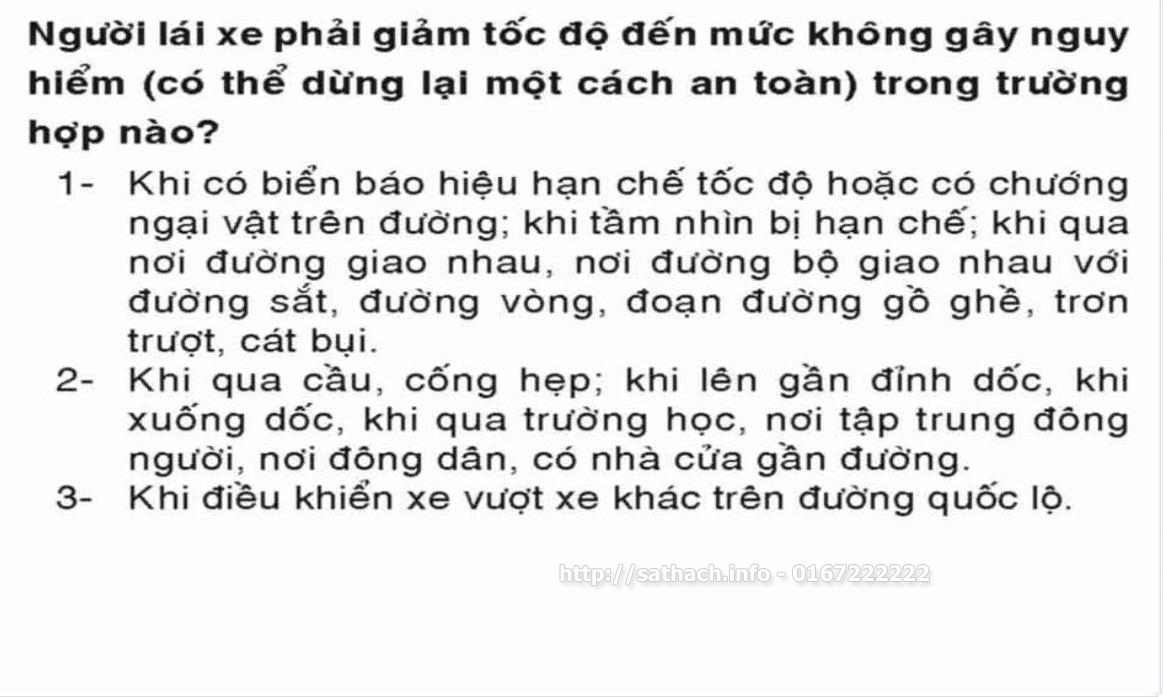 Người lái xe phải giảm tốc độ đến mức không gây nguy
hiểm (có thể dừng lại một cách an toàn) trong trường
hợp nào?
1- Khi có biển báo hiệu hạn chế tốc độ hoặc có chướng
ngại vật trên đường; khi tầm nhìn bị hạn chế; khi qua
nơi đường giao nhau, nơi đường bộ giao nhau với
đường sắt, đường vòng, đoạn đường gồ ghề, trơn
trượt, cát bụi.
2- Khi qua cầu, cống hẹp; khi lên gần đỉnh dốc, khi
xuống dốc, khi qua trường học, nơi tập trung đông
người, nơi đông dân, có nhà cửa gần đường.
3- Khi điều khiển xe vượt xe khác trên đường quốc lộ.
http://sathach.info - 0167222222